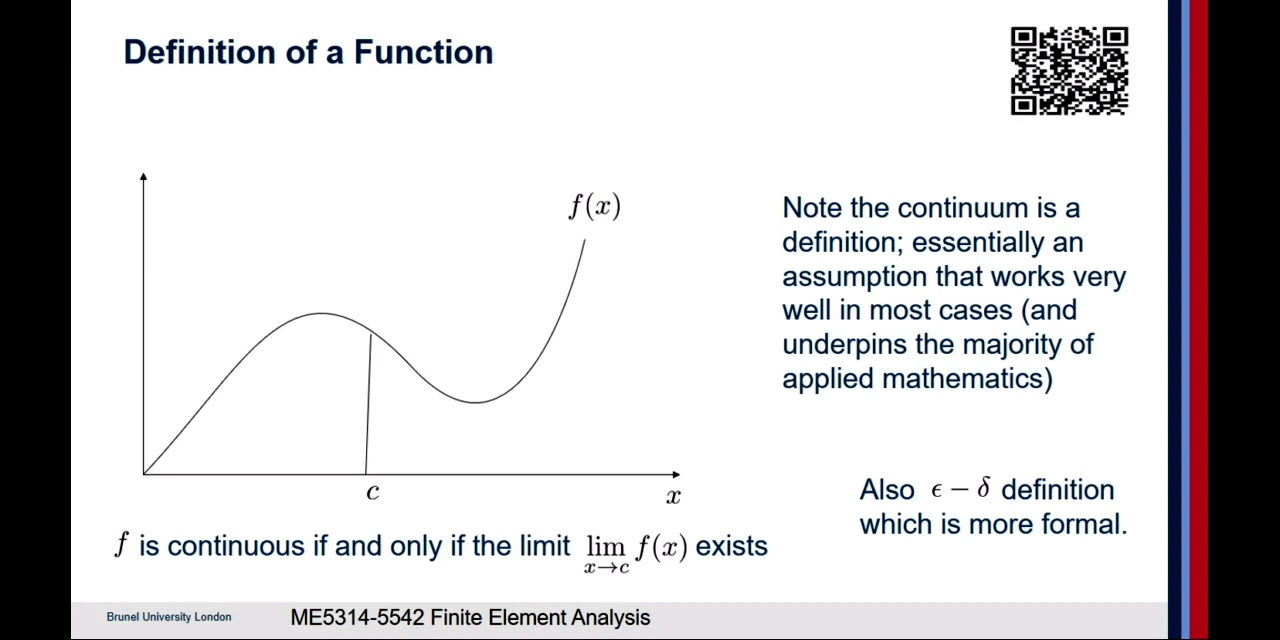 Definition of a Function
f(x)
Note the continuum is a
definition; essentially an
assumption that works very
well in most cases (and
underpins the majority of
applied mathematics)
c
x
Also ϵ − δ definition
which is more formal.
f is continuous if and only if the limit lim x→c f(x) exists
Brunel University London
ME5314-5542 Finite Element Analysis